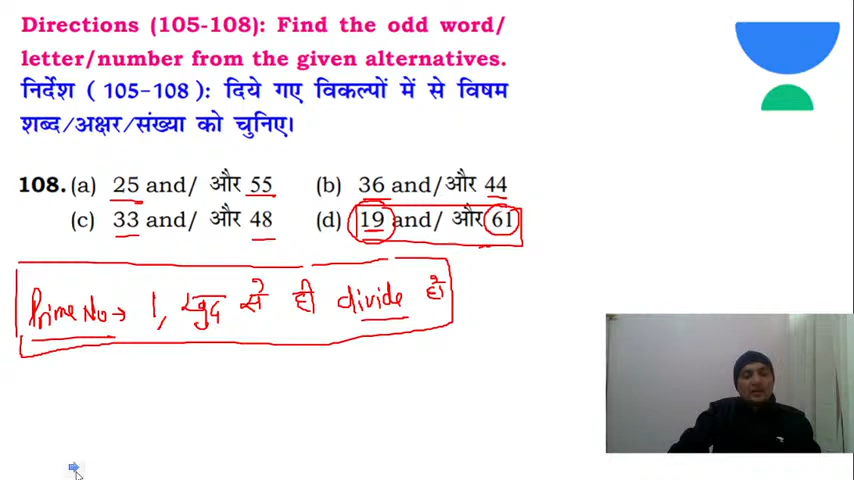 Directions (105-108): Find the odd word/
letter/number from the given alternatives.
निर्देश ( 105-108): दिये गए विकल्पों में से विषम
शब्द/अक्षर/संख्या को चुनिए।
108. (a) 25 and/ और 55 (b) 36 and/और 44
(c) 33 and/ और 48 (d) 19 and/ और 61
Prime No → 1, खुद से ही divide हो